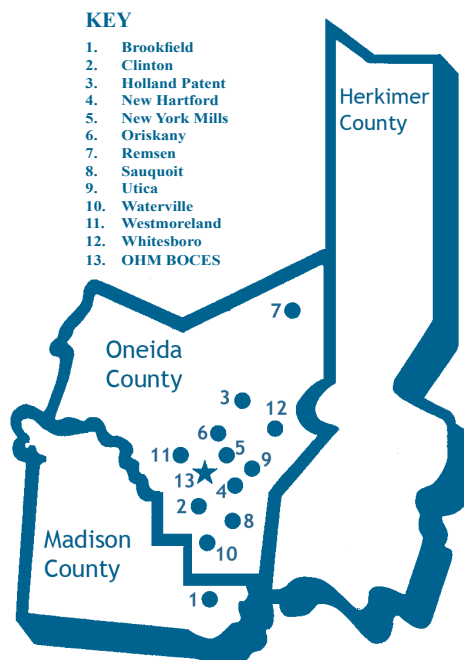 KEY
1. Brookfield
2. Clinton
3. Holland Patent
4. New Hartford
5. New York Mills
6. Oriskany
7. Remsen
8. Sauquoit
9. Utica
10. Waterville
11. Westmoreland
12. Whitesboro
13. OHM BOCES
Herkimer
County
7
Oneida
County
3
12
6
11
5
9
13
4
2
8
Madison
County
10
1